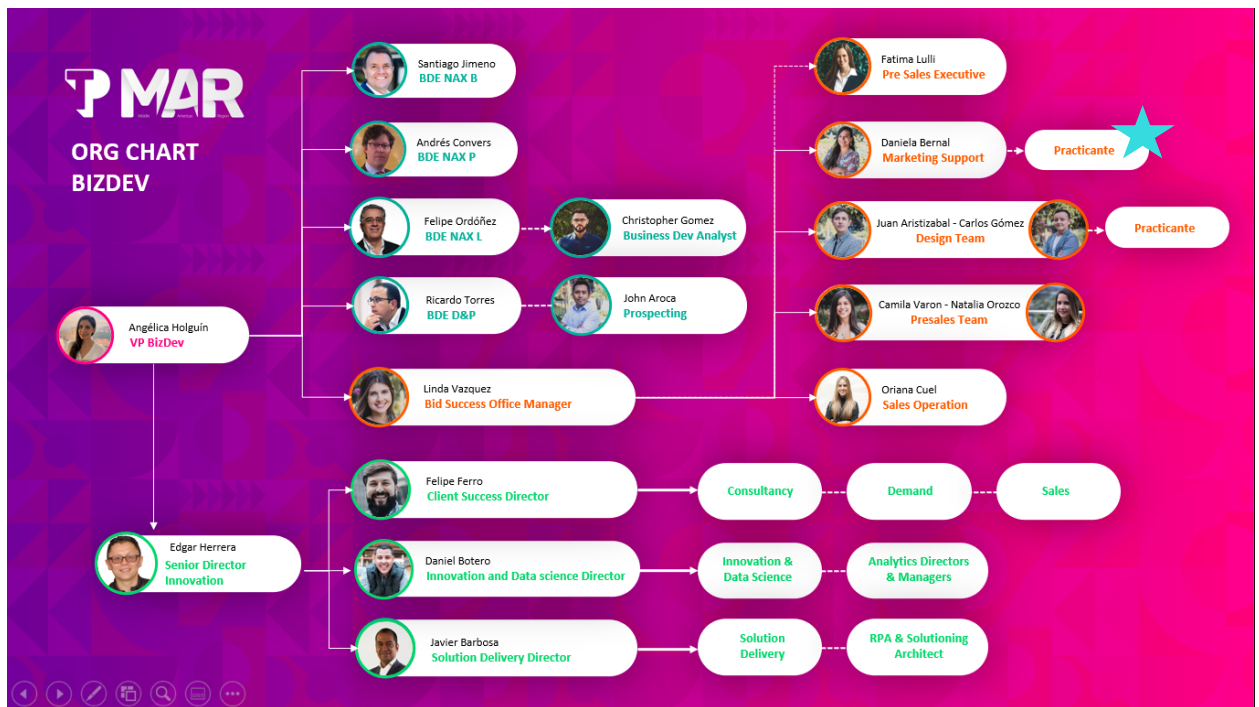 TP MAR
Middle Americas Region
ORG CHART
BIZDEV
Santiago Jimeno
BDE NAX B
Andrés Convers
BDE NAX P
Felipe Ordóñez
BDE NAX L
Christopher Gomez
Business Dev Analyst
Ricardo Torres
BDE D&P
John Aroca
Prospecting
Angélica Holguín
VP BizDev
Linda Vazquez
Bid Success Office Manager
Fatima Lulli
Pre Sales Executive
Daniela Bernal
Marketing Support
Practicante
Juan Aristizabal - Carlos Gómez
Design Team
Practicante
Camila Varon - Natalia Orozco
Presales Team
Oriana Cuel
Sales Operation
Edgar Herrera
Senior Director
Innovation
Felipe Ferro
Client Success Director
Consultancy
Demand
Sales
Daniel Botero
Innovation and Data science Director
Innovation &
Data Science
Analytics Directors
& Managers
Javier Barbosa
Solution Delivery Director
Solution
Delivery
RPA & Solutioning
Architect